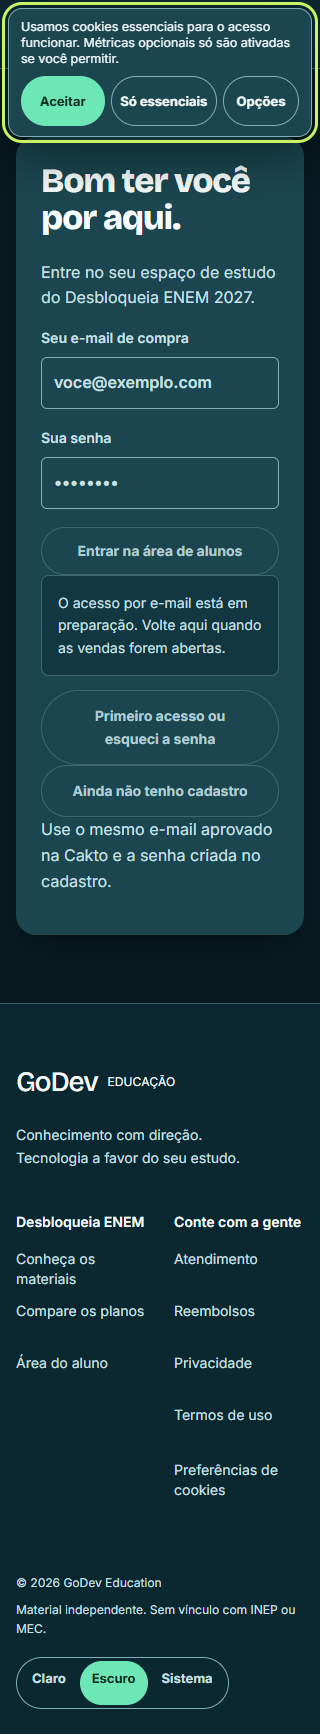 Usamos cookies essenciais para o acesso
funcionar. Métricas opcionais só são ativadas
se você permitir.
Aceitar
Só essenciais
Opções
Bom ter você
por aqui.
Entre no seu espaço de estudo
do Desbloqueia ENEM 2027.
Seu e-mail de compra
voce@exemplo.com
Sua senha
••••••••
Entrar na área de alunos
O acesso por e-mail está em
preparação. Volte aqui quando
as vendas forem abertas.
Primeiro acesso ou
esqueci a senha
Ainda não tenho cadastro
Use o mesmo e-mail aprovado
na Cakto e a senha criada no
cadastro.
GoDev EDUCAÇÃO
Conhecimento com direção.
Tecnologia a favor do seu estudo.
Desbloqueia ENEM
Conheça os
materiais
Compare os planos
Área do aluno
Conte com a gente
Atendimento
Reembolsos
Privacidade
Termos de uso
Preferências de
cookies
© 2026 GoDev Education
Material independente. Sem vínculo com INEP ou
MEC.
Claro
Escuro
Sistema